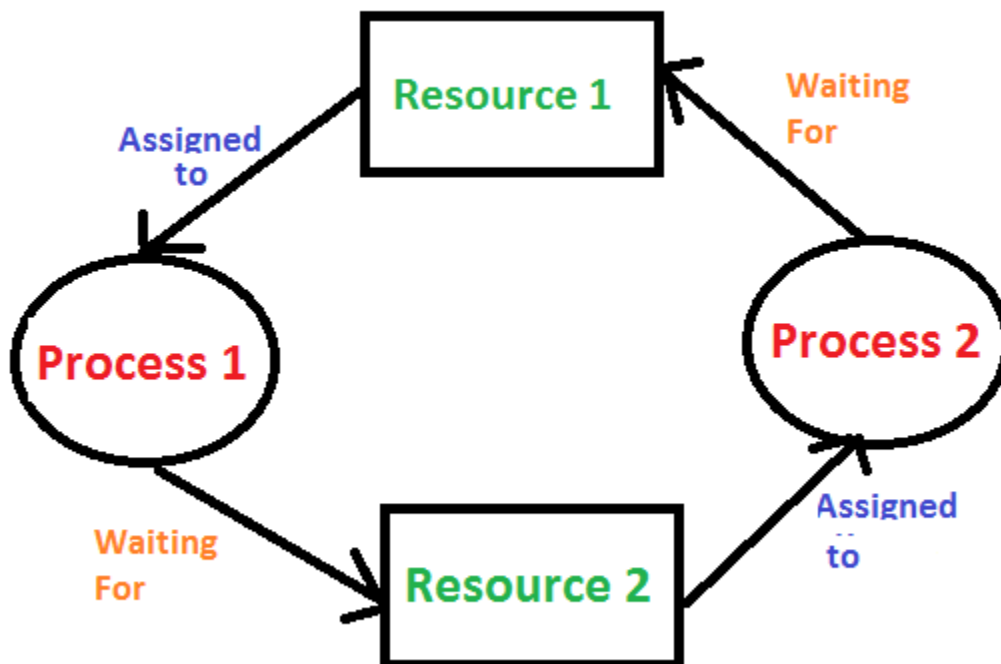 Resource 1
Waiting
For
Assigned
to
Process 1
Process 2
Waiting
For
Resource 2
Assigned
to